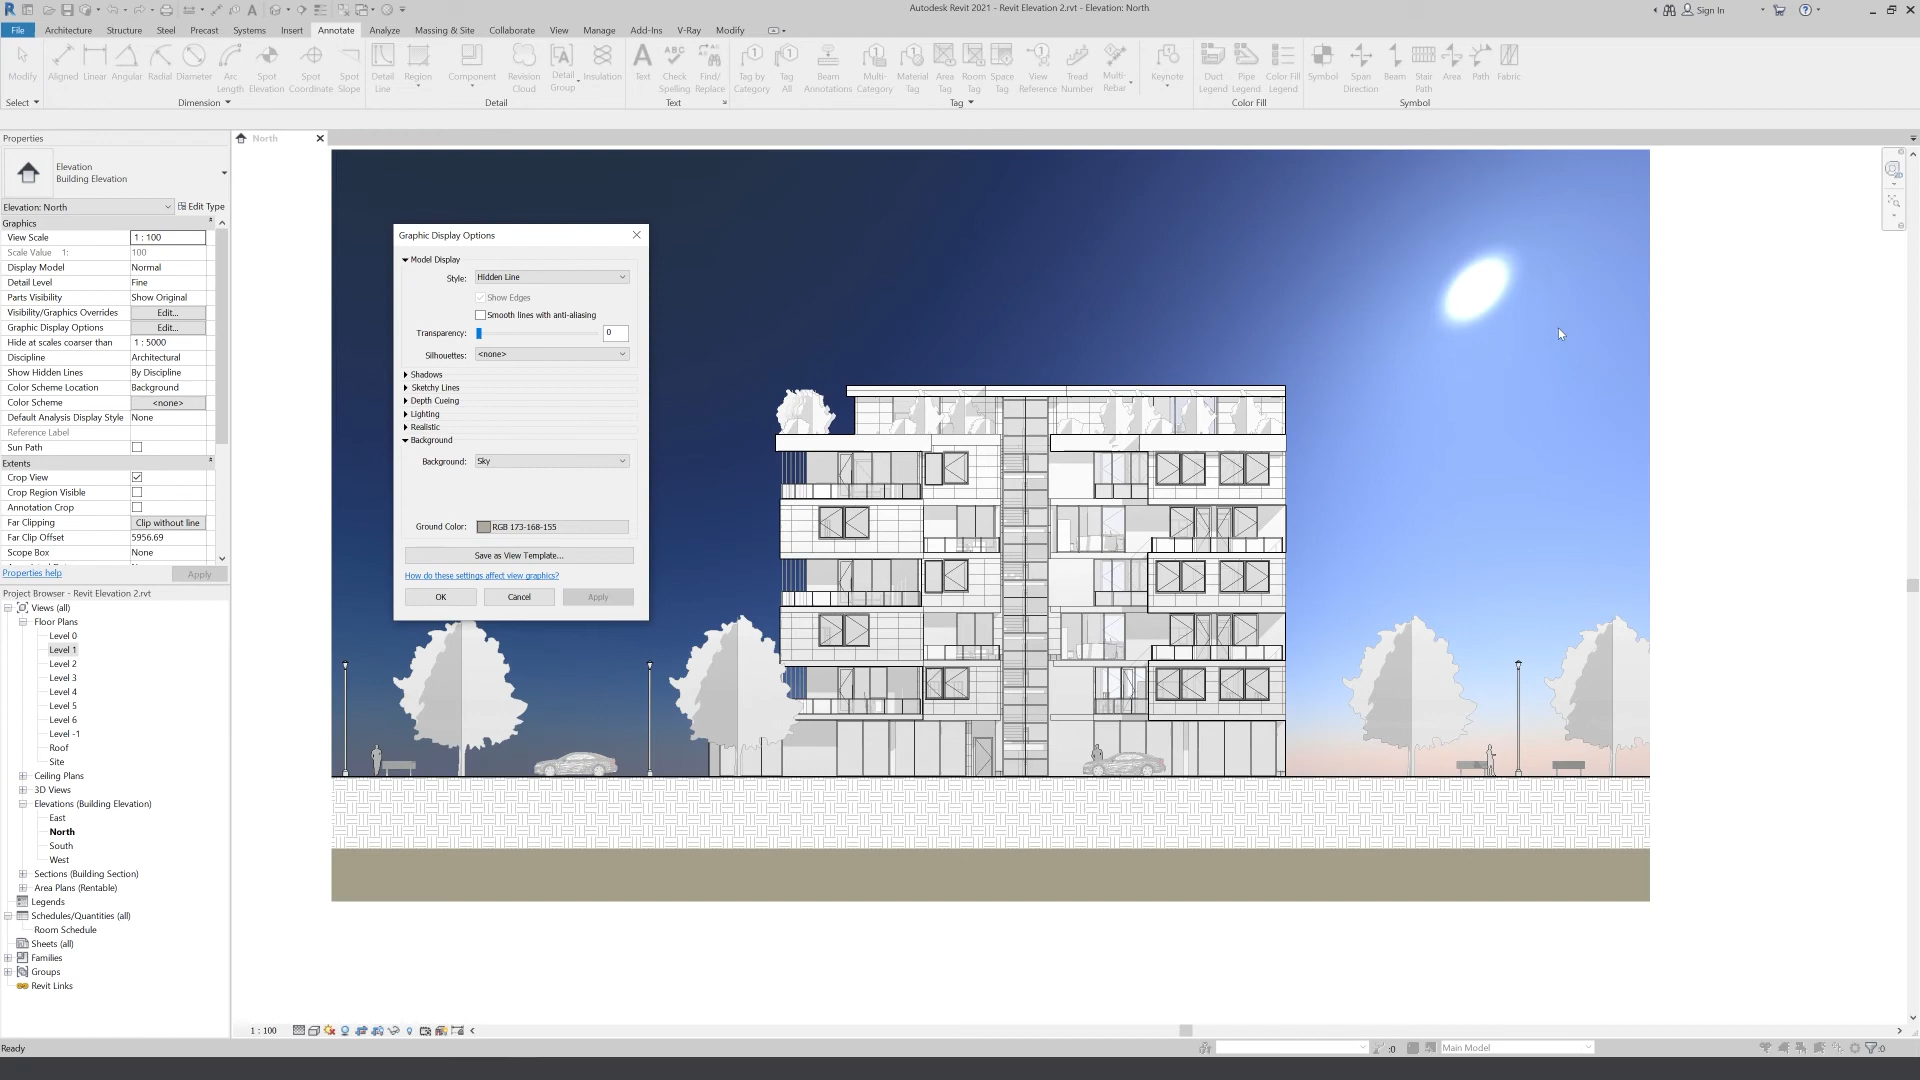 Autodesk Revit 2021 - Revit Elevation 2.rvt - Elevation: North
Sign In
File Architecture Structure Steel Precast Systems Insert Annotate Analyze Massing & Site Collaborate View Manage Add-Ins V-Ray Modify
Modify Aligned Linear Angular Radial Diameter Arc Length Spot Elevation Spot Coordinate Spot Slope Detail Line Region Component Revision Cloud Detail Group Insulation Text Check Spelling Find/ Replace Tag by Category Tag All Beam Annotations Multi- Category Material Tag Area Tag Room Tag Space Tag View Reference Tread Number Multi- Rebar Keynote Duct Legend Pipe Legend Color Fill Legend Symbol Span Direction Beam Stair Path Area Path Fabric
Select Dimension Detail Text Tag Color Fill Symbol
Properties
North
Elevation
Building Elevation
Elevation: North Edit Type
Graphics
View Scale 1 : 100
Scale Value 1: 100
Display Model Normal
Detail Level Fine
Parts Visibility Show Original
Visibility/Graphics Overrides Edit...
Graphic Display Options Edit...
Hide at scales coarser than 1 : 5000
Discipline Architectural
Show Hidden Lines By Discipline
Color Scheme Location Background
Color Scheme <none>
Default Analysis Display Style None
Reference Label
Sun Path
Extents
Crop View
Crop Region Visible
Annotation Crop
Far Clipping Clip without line
Far Clip Offset 5956.69
Scope Box None
Properties help Apply
Project Browser - Revit Elevation 2.rvt
Views (all)
Floor Plans
Level 0
Level 1
Level 2
Level 3
Level 4
Level 5
Level 6
Level -1
Roof
Site
Ceiling Plans
3D Views
Elevations (Building Elevation)
East
North
South
West
Sections (Building Section)
Area Plans (Rentable)
Legends
Schedules/Quantities (all)
Room Schedule
Sheets (all)
Families
Groups
Revit Links
Graphic Display Options
Model Display
Style: Hidden Line
Show Edges
Smooth lines with anti-aliasing
Transparency: 0
Silhouettes: <none>
Shadows
Sketchy Lines
Depth Cueing
Lighting
Realistic
Background
Background: Sky
Ground Color: RGB 173-168-155
Save as View Template...
How do these settings affect view graphics?
OK Cancel Apply
1 : 100
Ready
:0
Main Model
:0